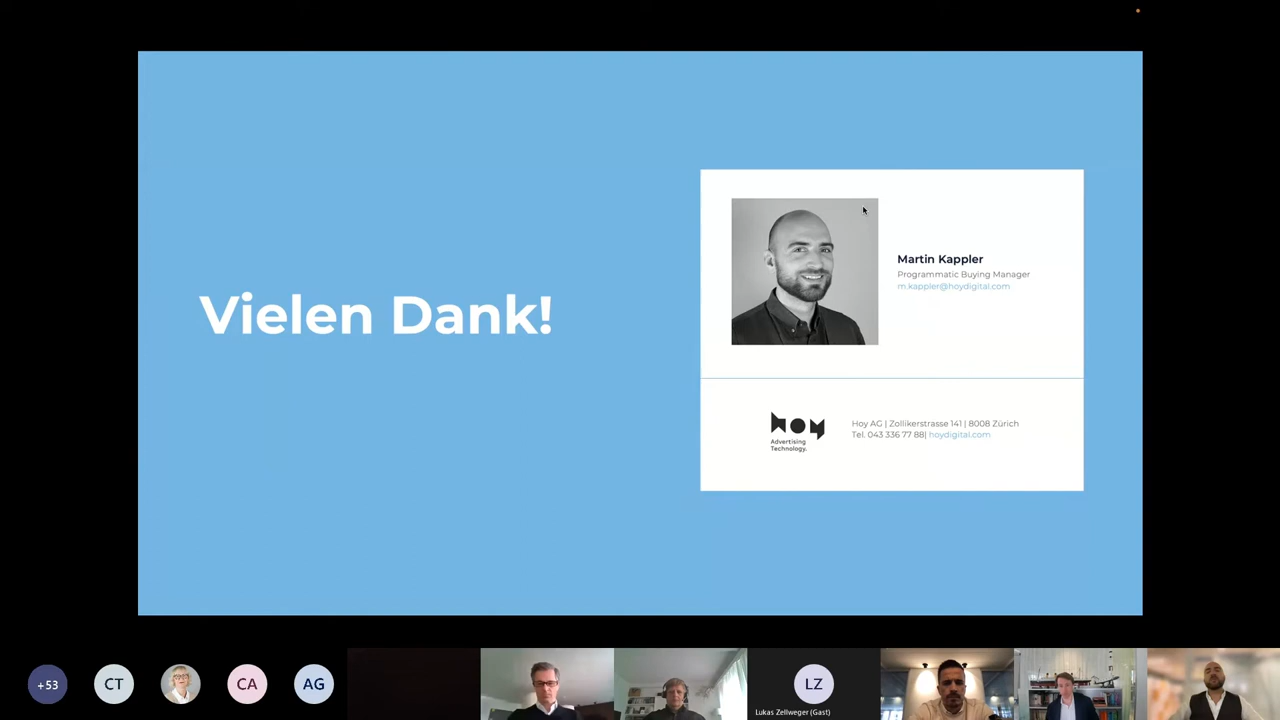 Vielen Dank!
Martin Kappler
Programmatic Buying Manager
m.kappler@hoydigital.com
HOY
Advertising
Technology.
Hoy AG | Zollikerstrasse 141 | 8008 Zürich
Tel. 043 336 77 88| hoydigital.com
+53
CT
CA
AG
LZ
Lukas Zellweger (Gast)